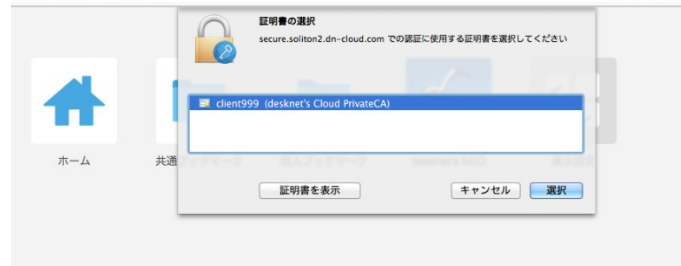 証明書の選択
secure.soliton2.dn-cloud.com での認証に使用する証明書を選択してください
client999 (desknet's Cloud PrivateCA)
ホーム
共通
証明書を表示
キャンセル
選択